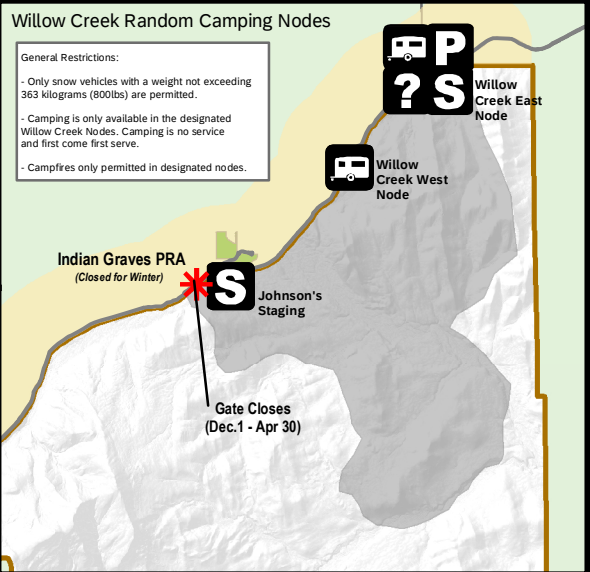 Willow Creek Random Camping Nodes
General Restrictions:
- Only snow vehicles with a weight not exceeding
363 kilograms (800lbs) are permitted.
- Camping is only available in the designated
Willow Creek Nodes. Camping is no service
and first come first serve.
- Campfires only permitted in designated nodes.
P
? S
Willow
Creek East
Node
Willow
Creek West
Node
Indian Graves PRA
(Closed for Winter)
S
Johnson's
Staging
Gate Closes
(Dec.1 - Apr 30)